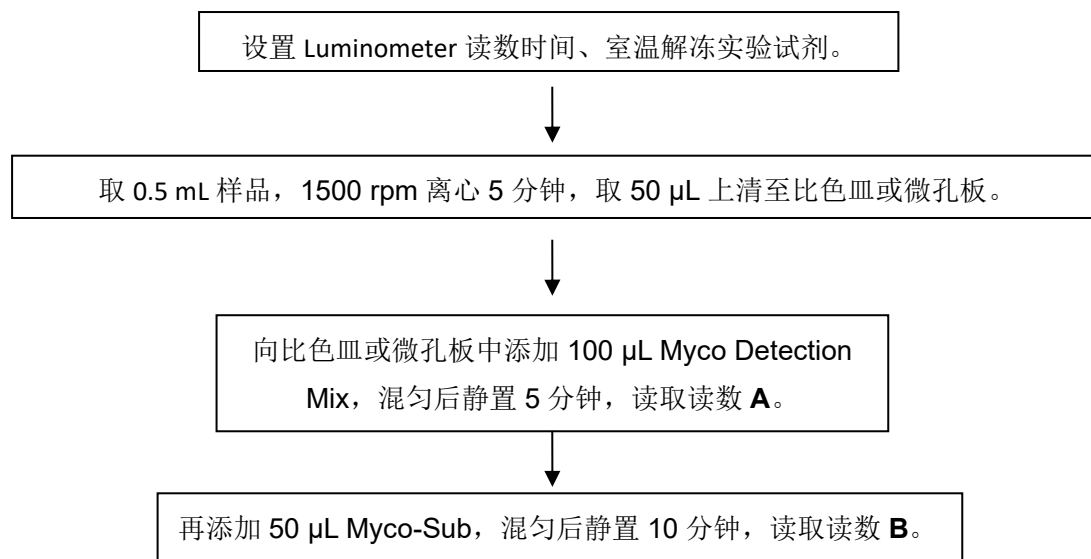 设置 Luminometer 读数时间、室温解冻实验试剂。
取 0.5 mL 样品，1500 rpm 离心 5 分钟，取 50 μL 上清至比色皿或微孔板。
向比色皿或微孔板中添加 100 μL Myco Detection
Mix，混匀后静置 5 分钟，读取读数 A。
再添加 50 μL Myco-Sub，混匀后静置 10 分钟，读取读数 B。